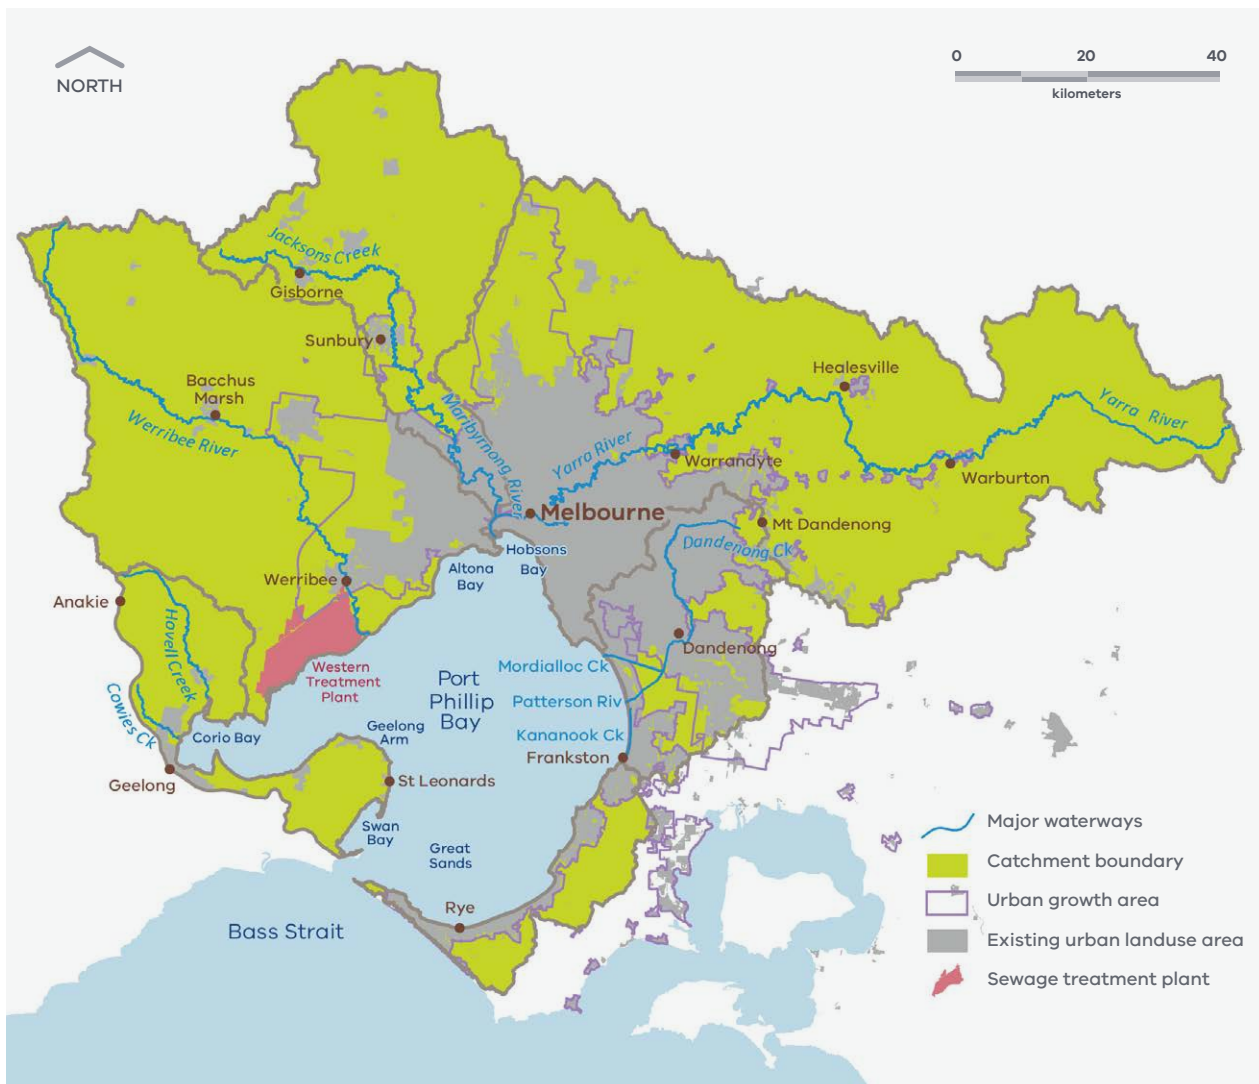 NORTH
0 20 40
kilometers
Jacksons Creek
Gisborne
Sunbury
Bacchus
Marsh
Werribee River
Maribyrnong River
Yarra River
Healesville
Yarra River
Warrandyte
Warburton
Melbourne
Mt Dandenong
Dandenong Ck
Hobsons
Bay
Altona
Bay
Werribee
Anakie
Hovell Creek
Cowies Ck
Western
Treatment
Plant
Dandenong
Mordialloc Ck
Port
Phillip
Bay
Patterson Riv
Geelong
Arm
Corio Bay
Kananook Ck
Frankston
Geelong
St Leonards
Swan
Bay
Great
Sands
Rye
Bass Strait
Major waterways
Catchment boundary
Urban growth area
Existing urban landuse area
Sewage treatment plant